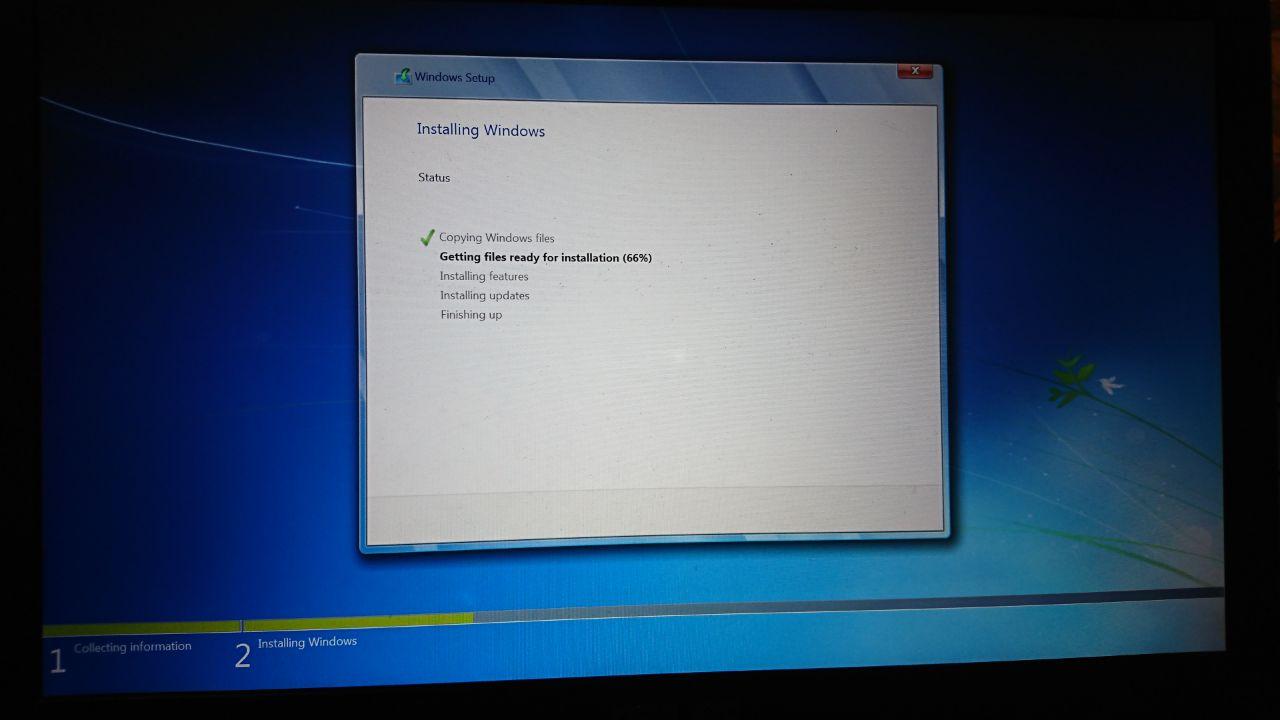 Windows Setup
Installing Windows
Status
Copying Windows files
Getting files ready for installation (66%)
Installing features
Installing updates
Finishing up
1 Collecting information
2 Installing Windows